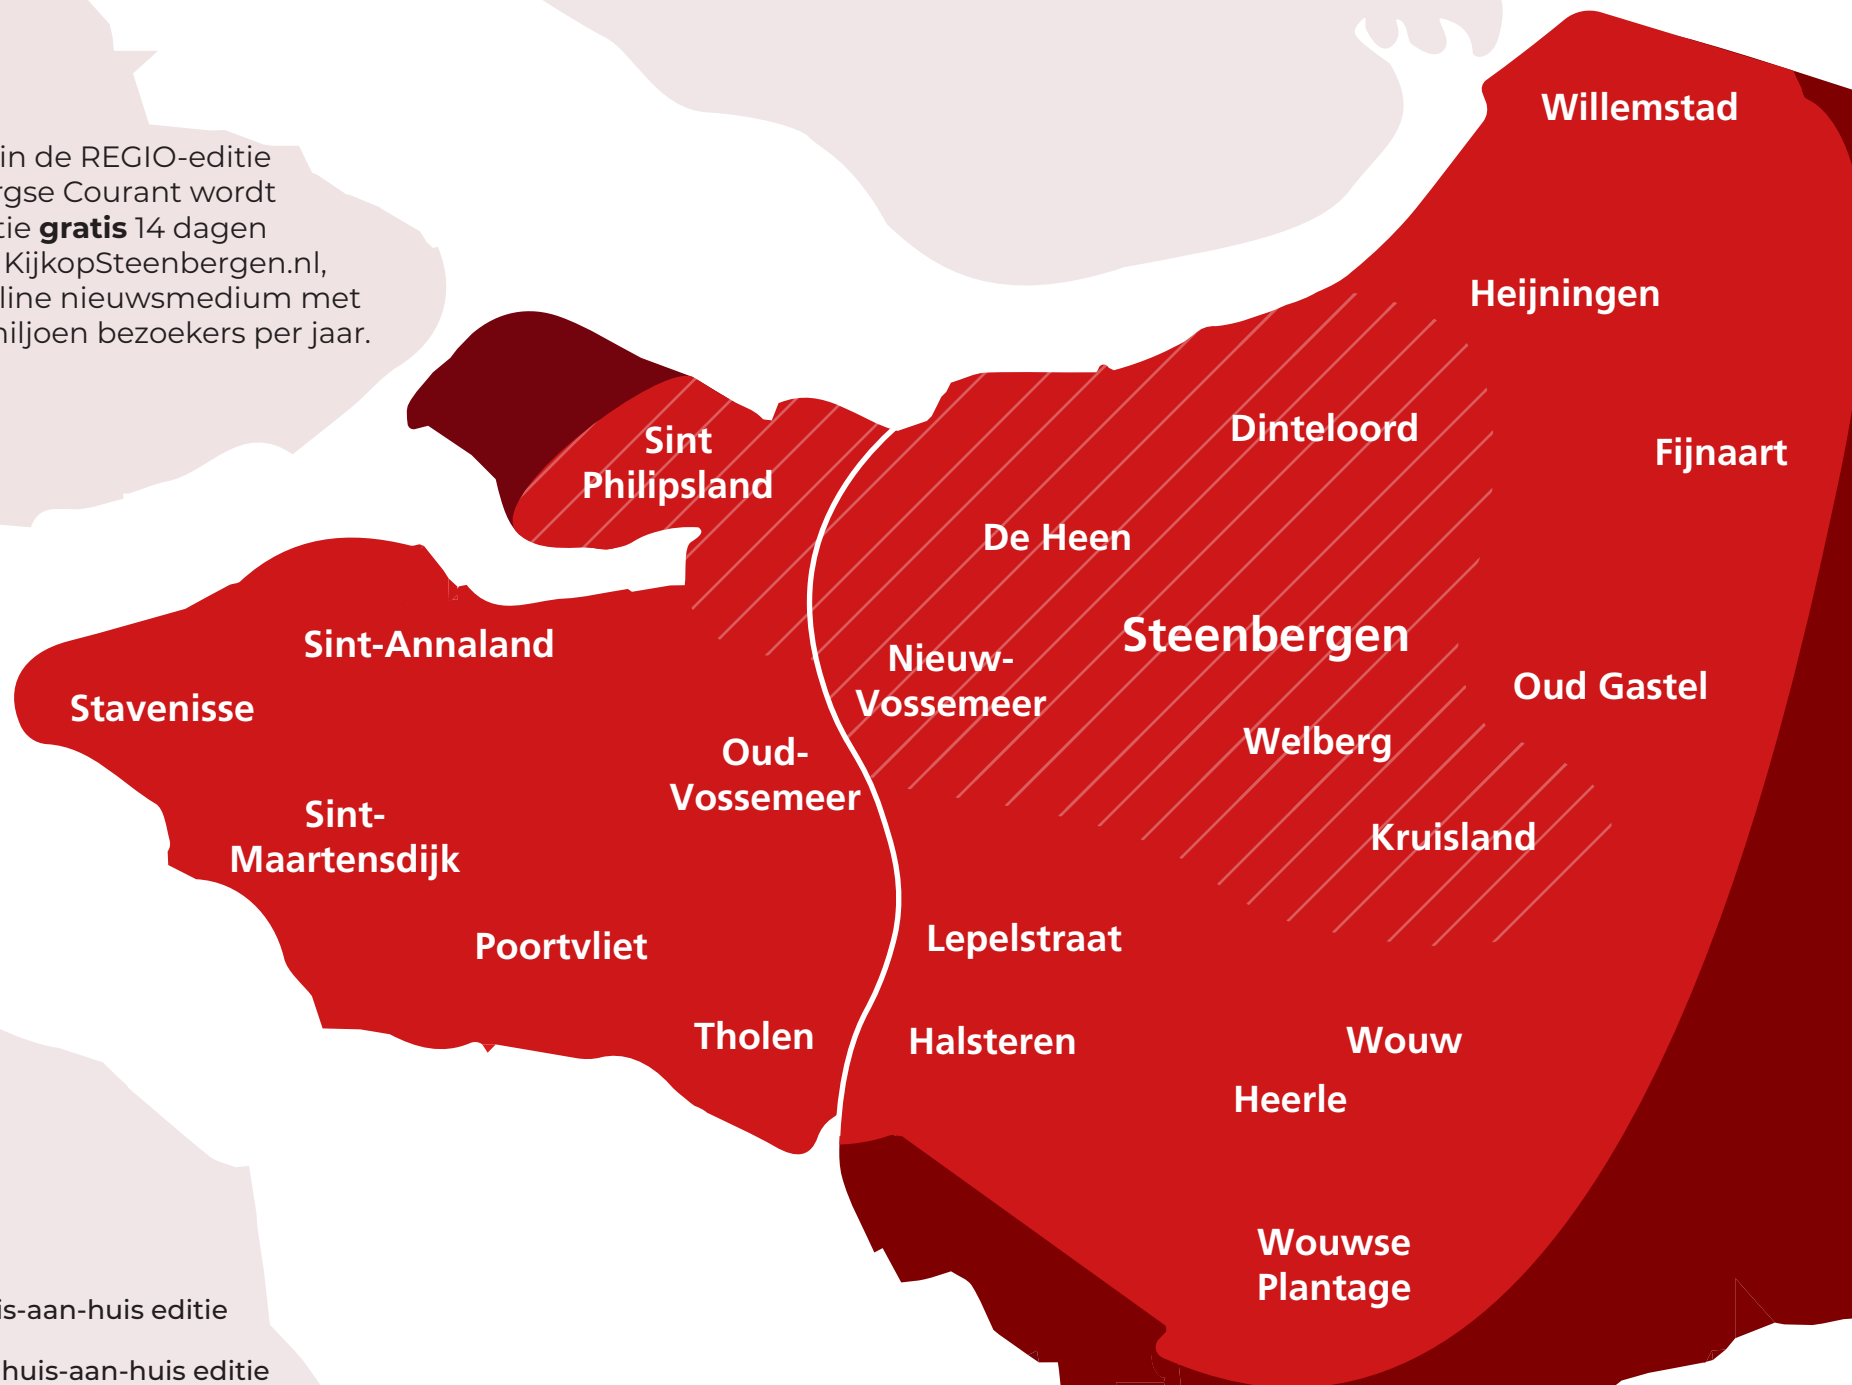 in de REGIO-editie
rgse Courant wordt
tie gratis 14 dagen
KijkopSteenbergen.nl,
line nieuwsmedium met
miljoen bezoekers per jaar.
Willemstad
Heijningen
Dinteloord
Fijnaart
Sint
Philipsland
De Heen
Steenbergen
Sint-Annaland
Nieuw-
Vossemeer
Oud Gastel
Stavenisse
Welberg
Oud-
Vossemeer
Sint-
Maartensdijk
Kruisland
Poortvliet
Lepelstraat
Tholen
Halsteren
Wouw
Heerle
Wouwse
Plantage
is-aan-huis editie
huis-aan-huis editie